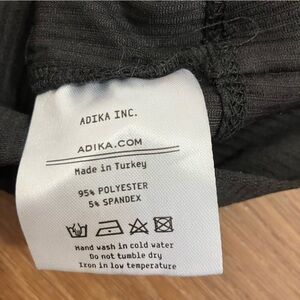 ADIKA INC.
ADIKA.COM
Made in Turkey
95% POLYESTER
5% SPANDEX
Hand wash in cold water
Do not tumble dry
Iron in low temperature